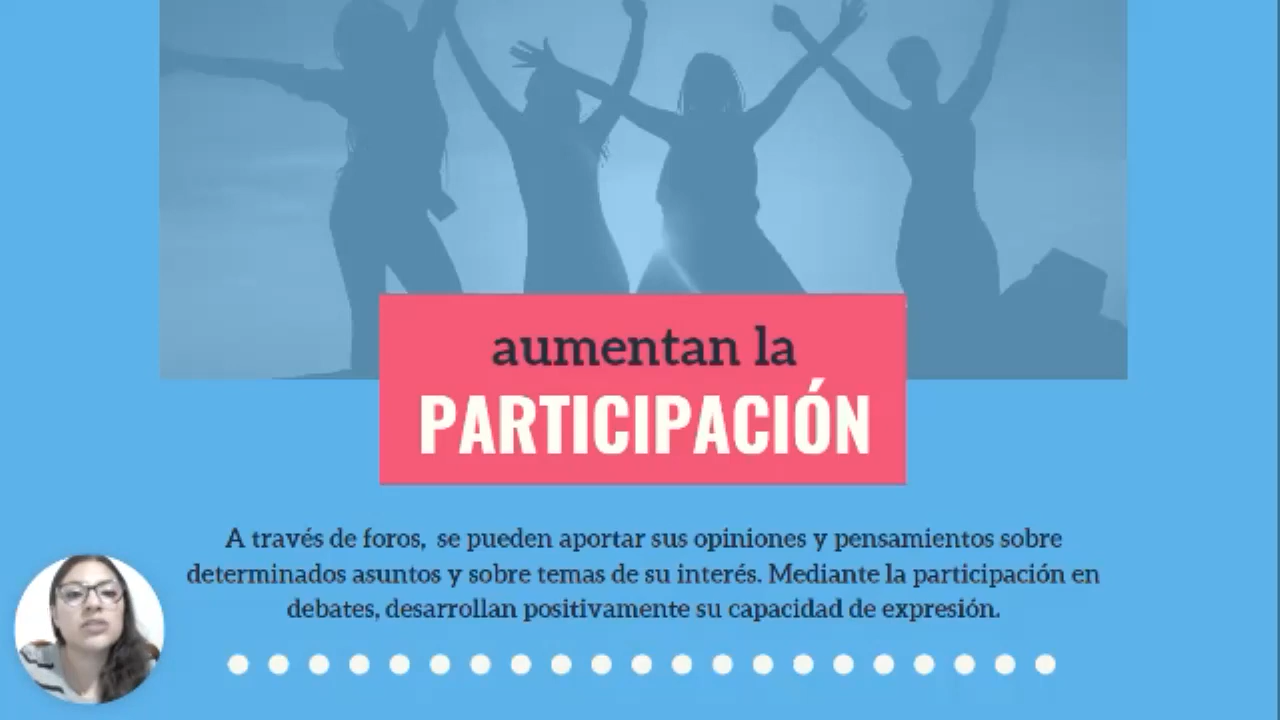 aumentan la
PARTICIPACIÓN
A través de foros, se pueden aportar sus opiniones y pensamientos sobre
determinados asuntos y sobre temas de su interés. Mediante la participación en
debates, desarrollan positivamente su capacidad de expresión.